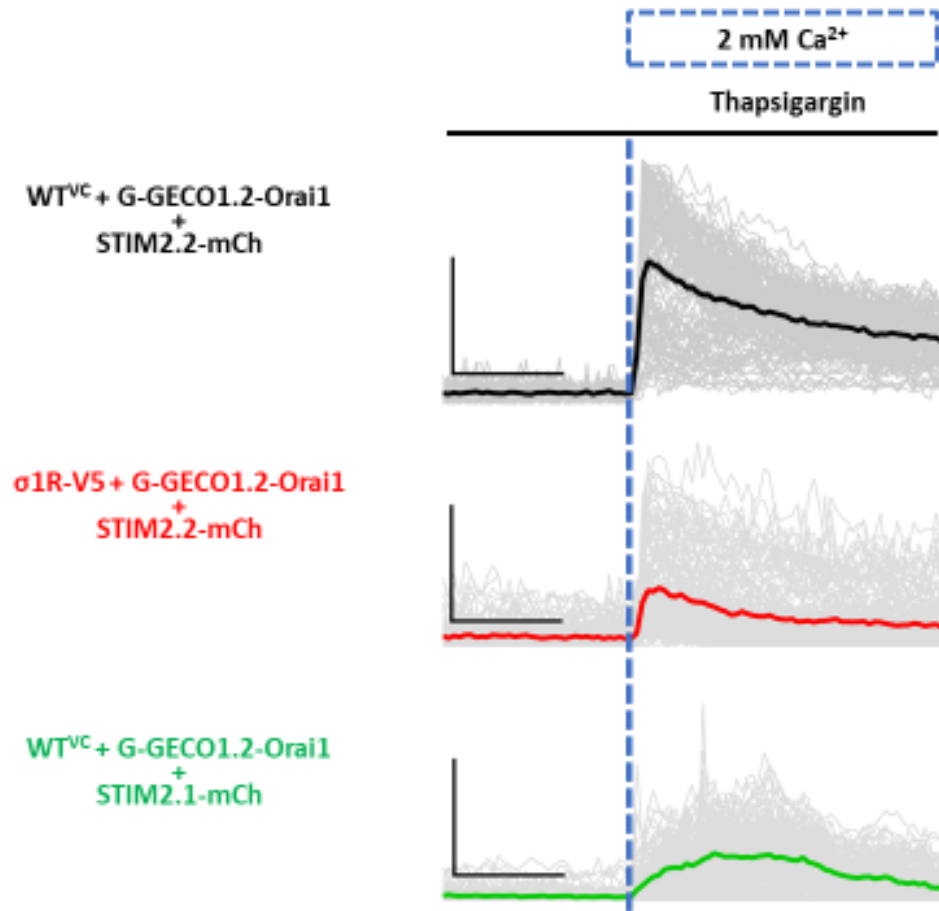 2 mM Ca²⁺
Thapsigargin
WTⱽᶜ + G-GECO1.2-Orai1
+
STIM2.2-mCh
σ1R-V5 + G-GECO1.2-Orai1
+
STIM2.2-mCh
WTⱽᶜ + G-GECO1.2-Orai1
+
STIM2.1-mCh